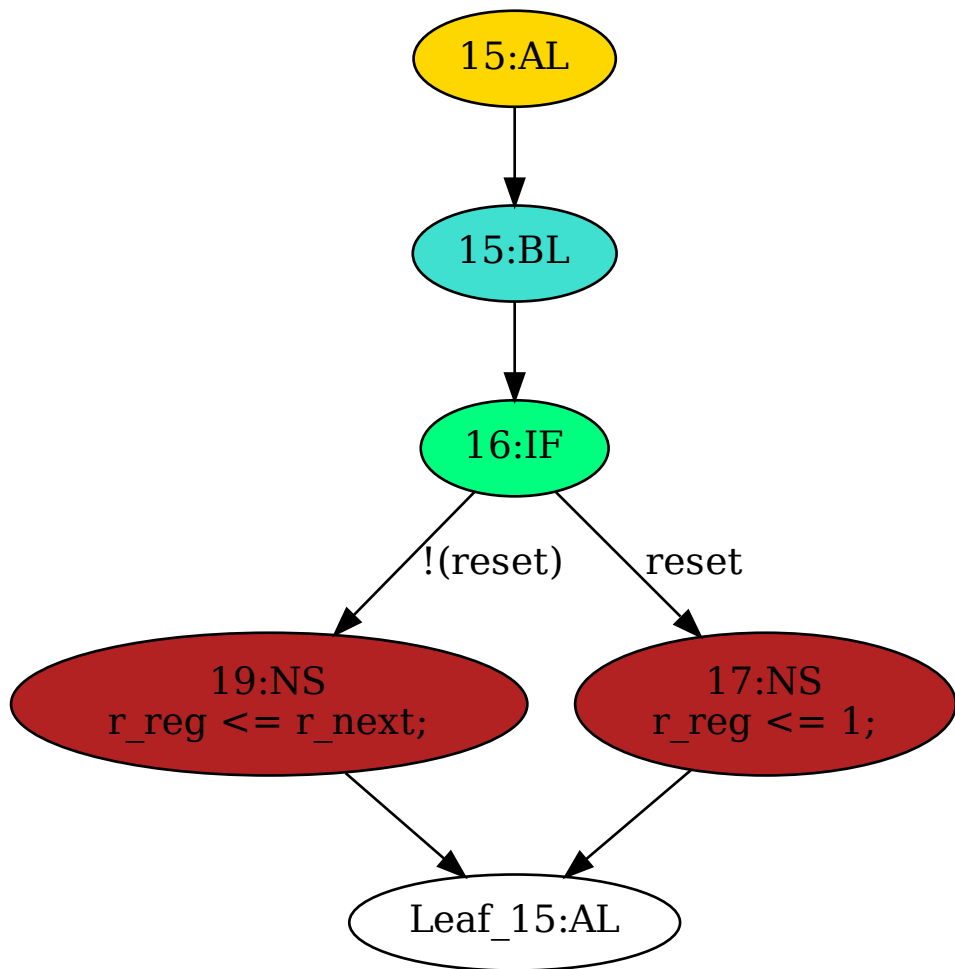 15:AL
15:BL
16:IF
!(reset)
reset
19:NS
r_reg <= r_next;
17:NS
r_reg <= 1;
Leaf_15:AL